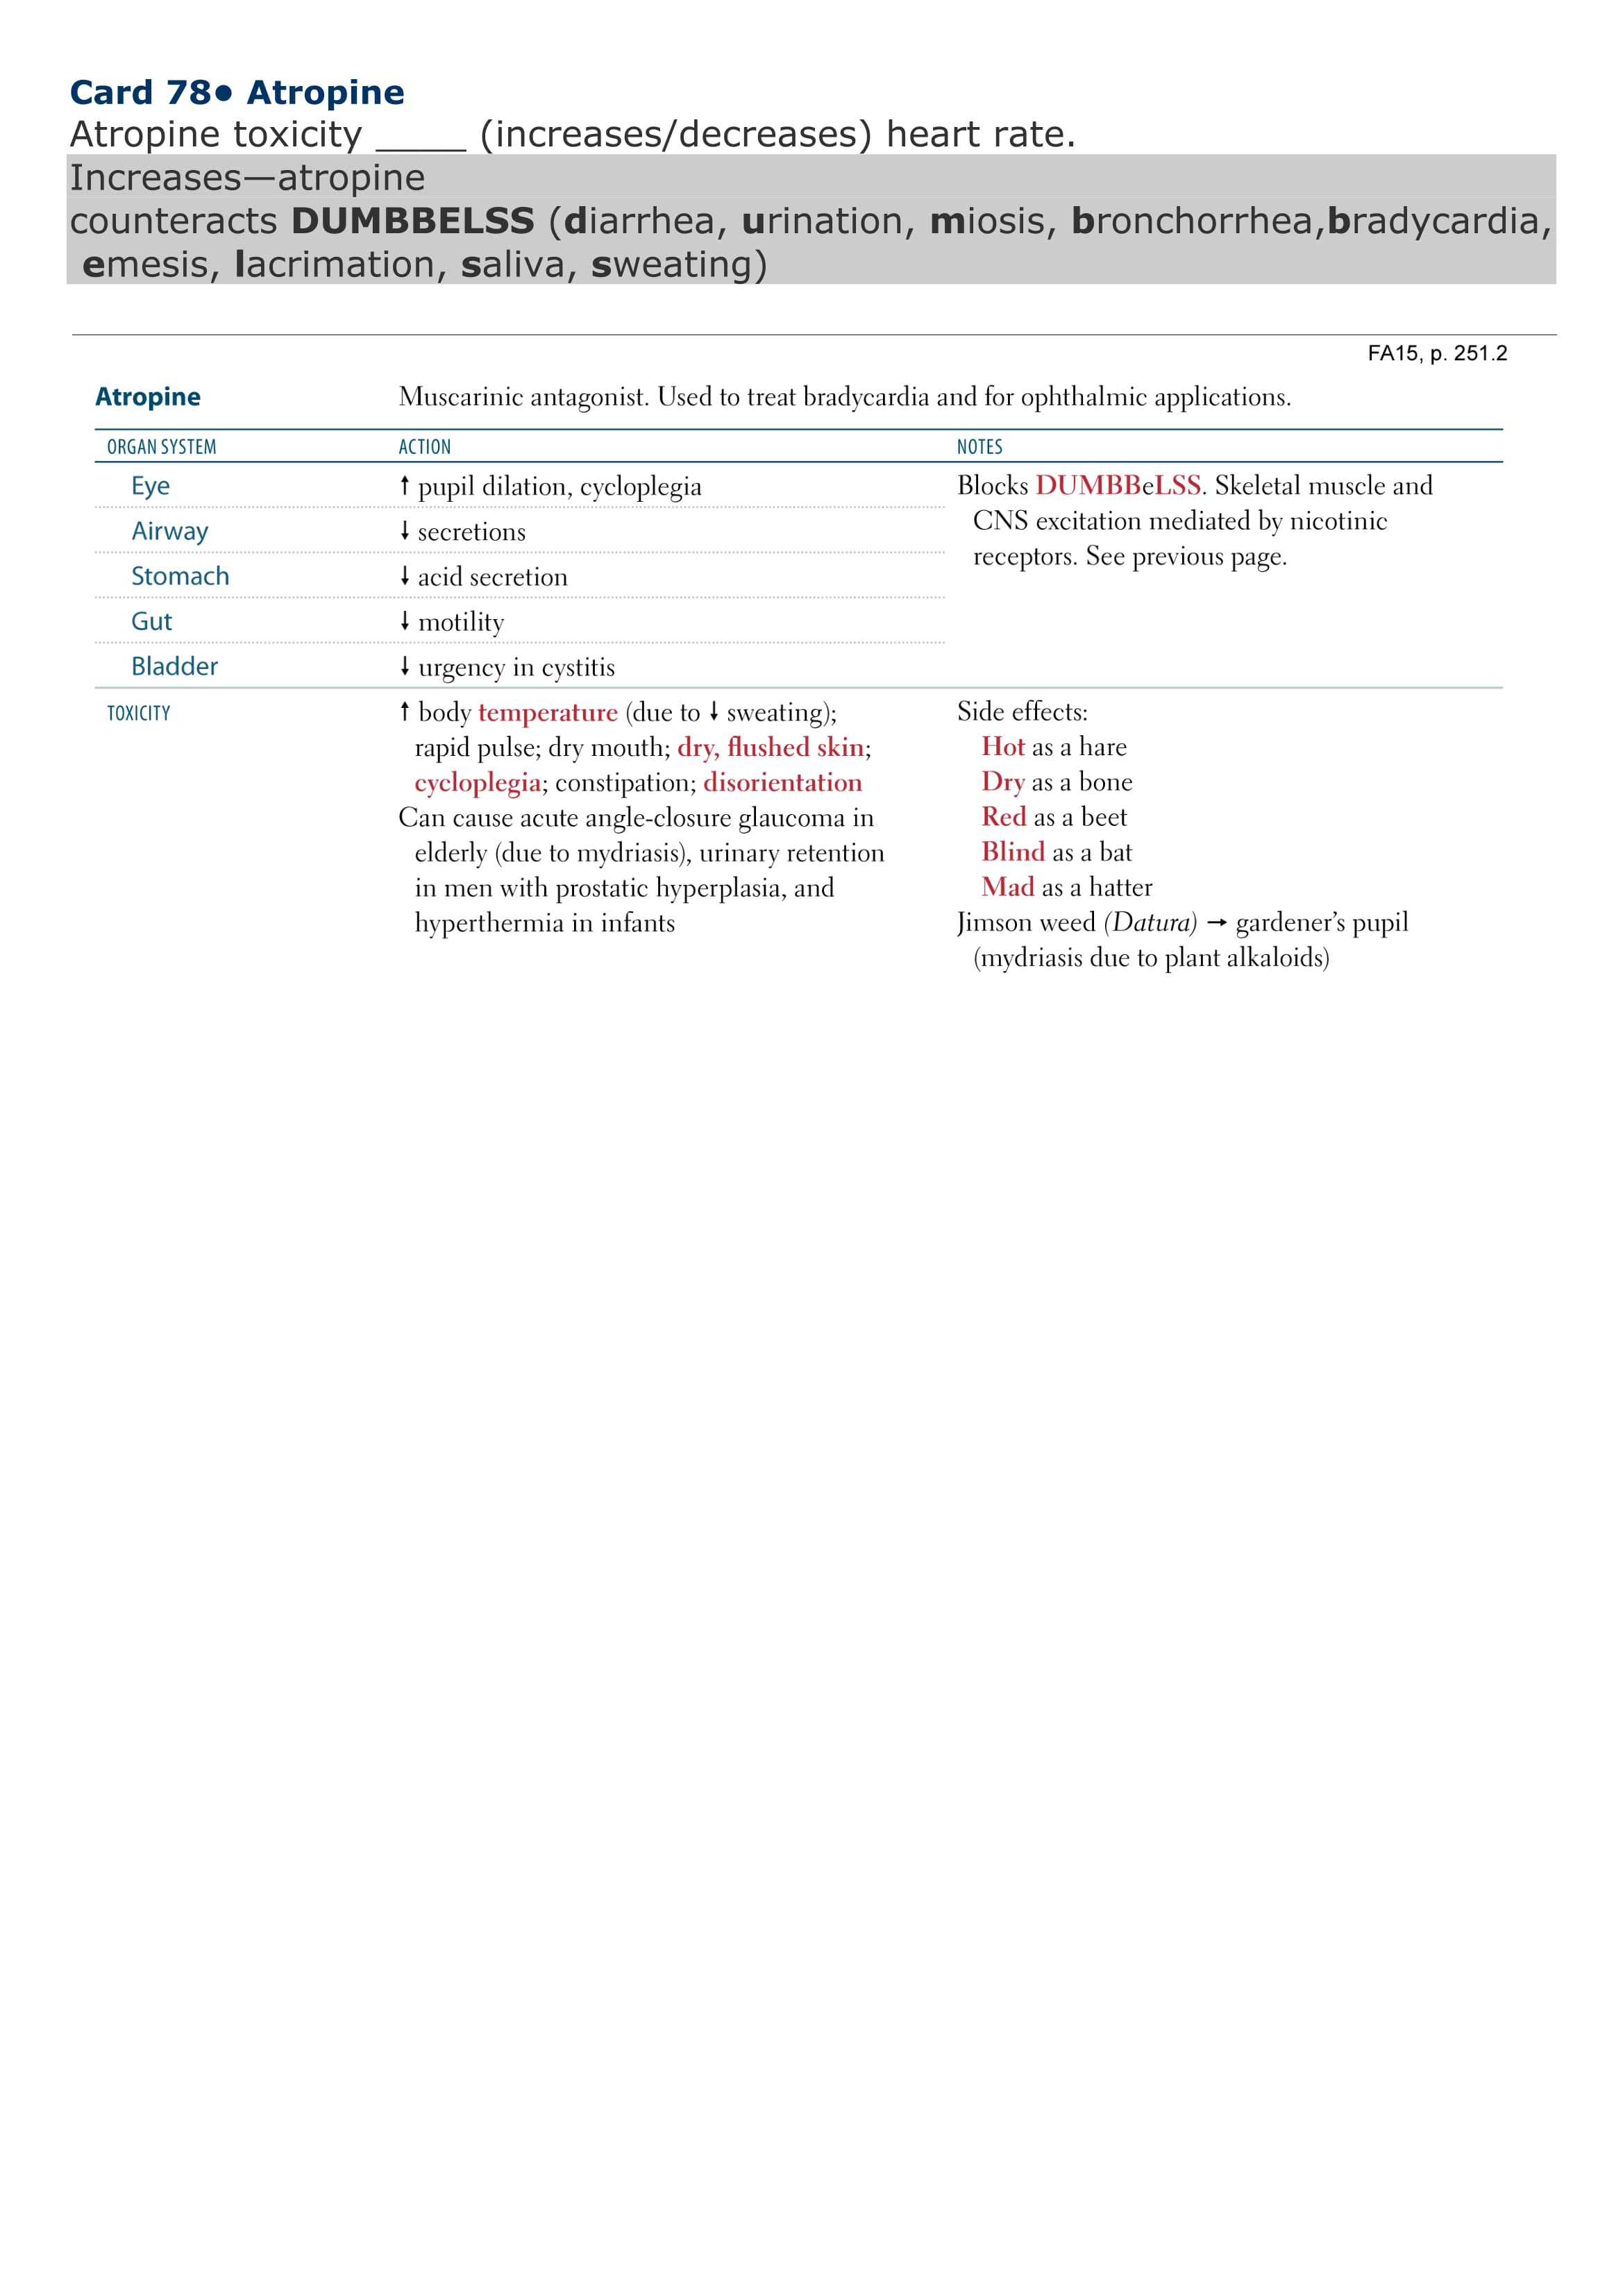 Card 78• Atropine
Atropine toxicity _____ (increases/decreases) heart rate.
Increases—atropine
counteracts DUMBBELSS (diarrhea, urination, miosis, bronchorrhea,bradycardia,
emesis, lacrimation, saliva, sweating)
FA15, p. 251.2
Atropine Muscarinic antagonist. Used to treat bradycardia and for ophthalmic applications.
ORGAN SYSTEM ACTION NOTES
Eye ↑ pupil dilation, cycloplegia Blocks DUMBBeLSS. Skeletal muscle and
CNS excitation mediated by nicotinic
Airway ↓ secretions
receptors. See previous page.
Stomach ↓ acid secretion
Gut ↓ motility
Bladder ↓ urgency in cystitis
TOXICITY ↑ body temperature (due to ↓ sweating); Side effects:
rapid pulse; dry mouth; dry, flushed skin; Hot as a hare
cycloplegia; constipation; disorientation Dry as a bone
Can cause acute angle-closure glaucoma in Red as a beet
elderly (due to mydriasis), urinary retention Blind as a bat
in men with prostatic hyperplasia, and Mad as a hatter
hyperthermia in infants Jimson weed (Datura) → gardener's pupil
(mydriasis due to plant alkaloids)